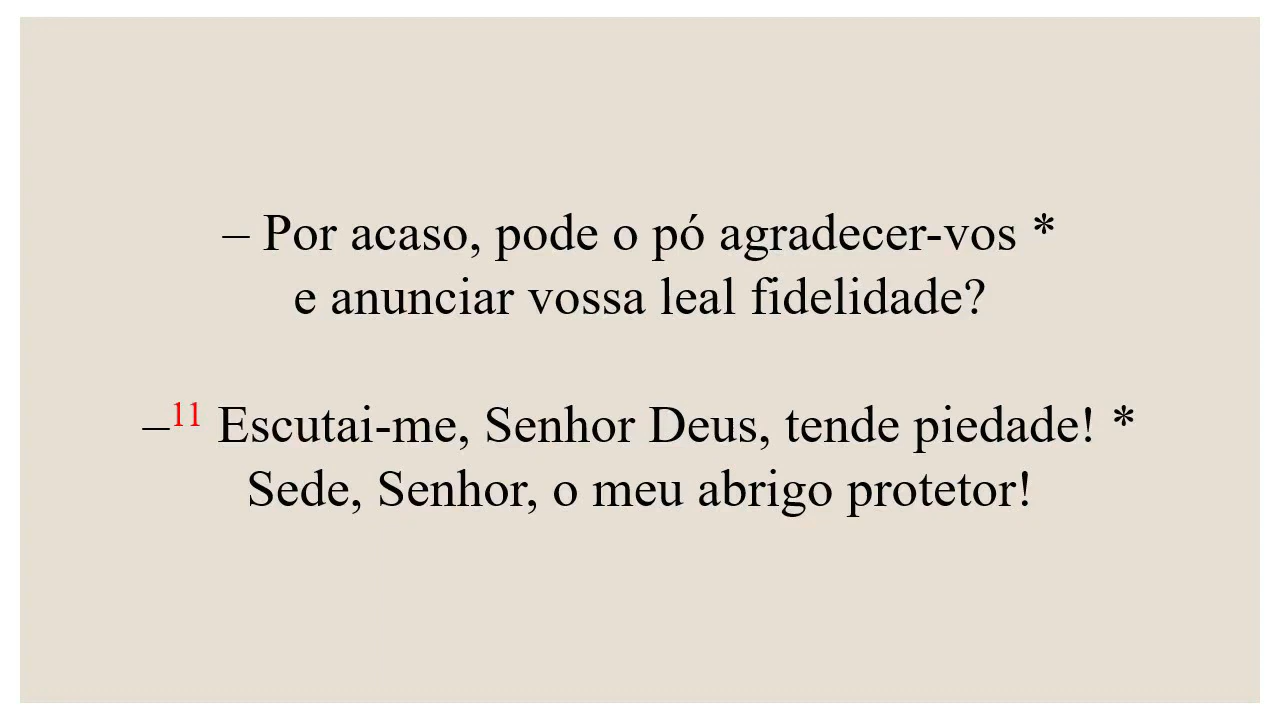 – Por acaso, pode o pó agradecer-vos *
e anunciar vossa leal fidelidade?
–¹¹ Escutai-me, Senhor Deus, tende piedade! *
Sede, Senhor, o meu abrigo protetor!